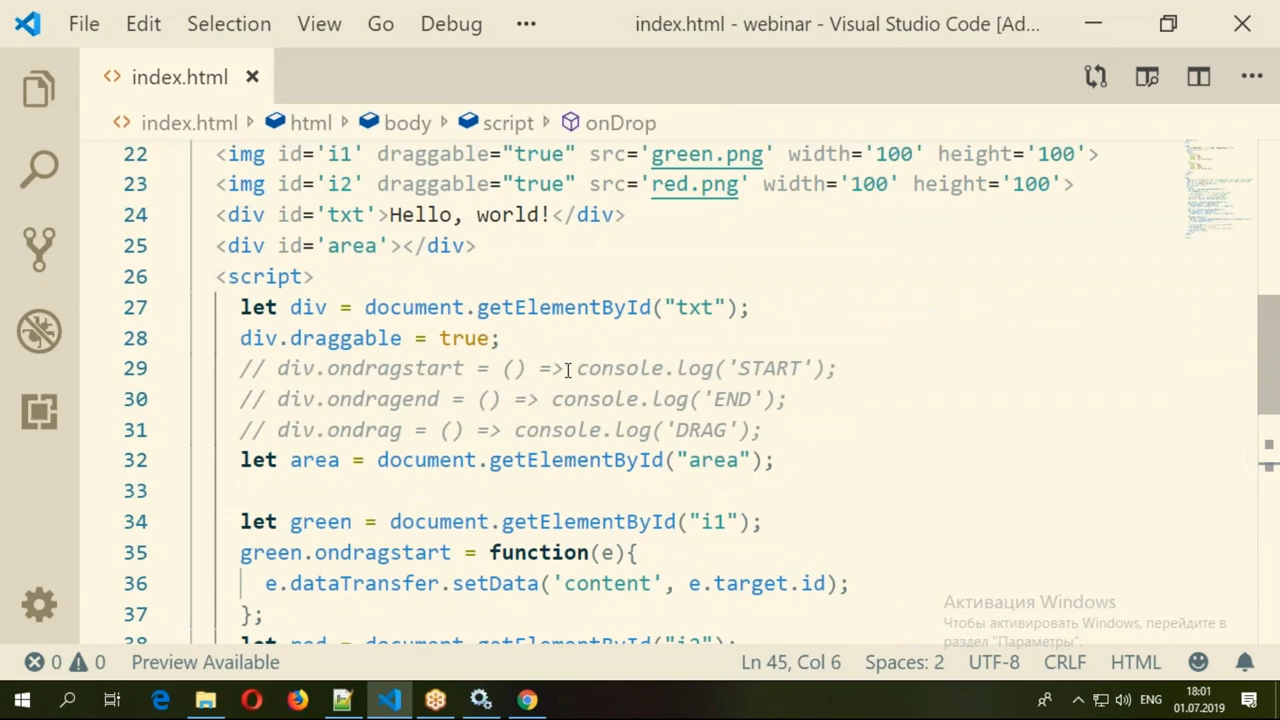 File Edit Selection View Go Debug ··· index.html - webinar - Visual Studio Code [Ad...
<> index.html ×
<> index.html html body script onDrop
22 <img id='i1' draggable="true" src='green.png' width='100' height='100'>
23 <img id='i2' draggable="true" src='red.png' width='100' height='100'>
24 <div id='txt'>Hello, world!</div>
25 <div id='area'></div>
26 <script>
27 let div = document.getElementById("txt");
28 div.draggable = true;
29 // div.ondragstart = () => console.log('START');
30 // div.ondragend = () => console.log('END');
31 // div.ondrag = () => console.log('DRAG');
32 let area = document.getElementById("area");
33
34 let green = document.getElementById("i1");
35 green.ondragstart = function(e){
36 e.dataTransfer.setData('content', e.target.id);
37 };
38 let red = document.getElementById("i2");
Активация Windows
Чтобы активировать Windows, перейдите в
раздел "Параметры".
0 0 Preview Available Ln 45, Col 6 Spaces: 2 UTF-8 CRLF HTML
ENG 18:01
01.07.2019